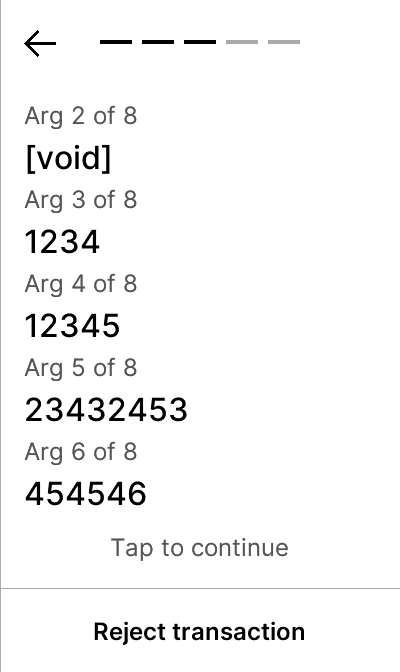 Arg 2 of 8
[void]
Arg 3 of 8
1234
Arg 4 of 8
12345
Arg 5 of 8
23432453
Arg 6 of 8
454546
Tap to continue
Reject transaction